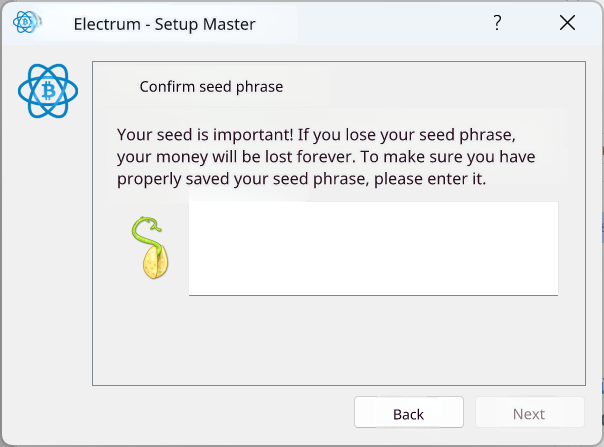 Electrum - Setup Master
?
Confirm seed phrase
Your seed is important! If you lose your seed phrase,
your money will be lost forever. To make sure you have
properly saved your seed phrase, please enter it.
Back
Next